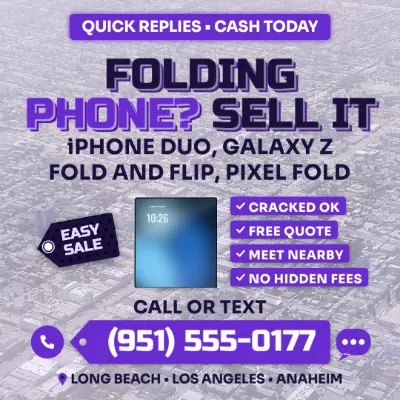 QUICK REPLIES • CASH TODAY
FOLDING
PHONE? SELL IT
iPHONE DUO, GALAXY Z
FOLD AND FLIP, PIXEL FOLD
10:26
EASY
SALE
CRACKED OK
FREE QUOTE
MEET NEARBY
NO HIDDEN FEES
CALL OR TEXT
(951) 555-0177
LONG BEACH • LOS ANGELES • ANAHEIM